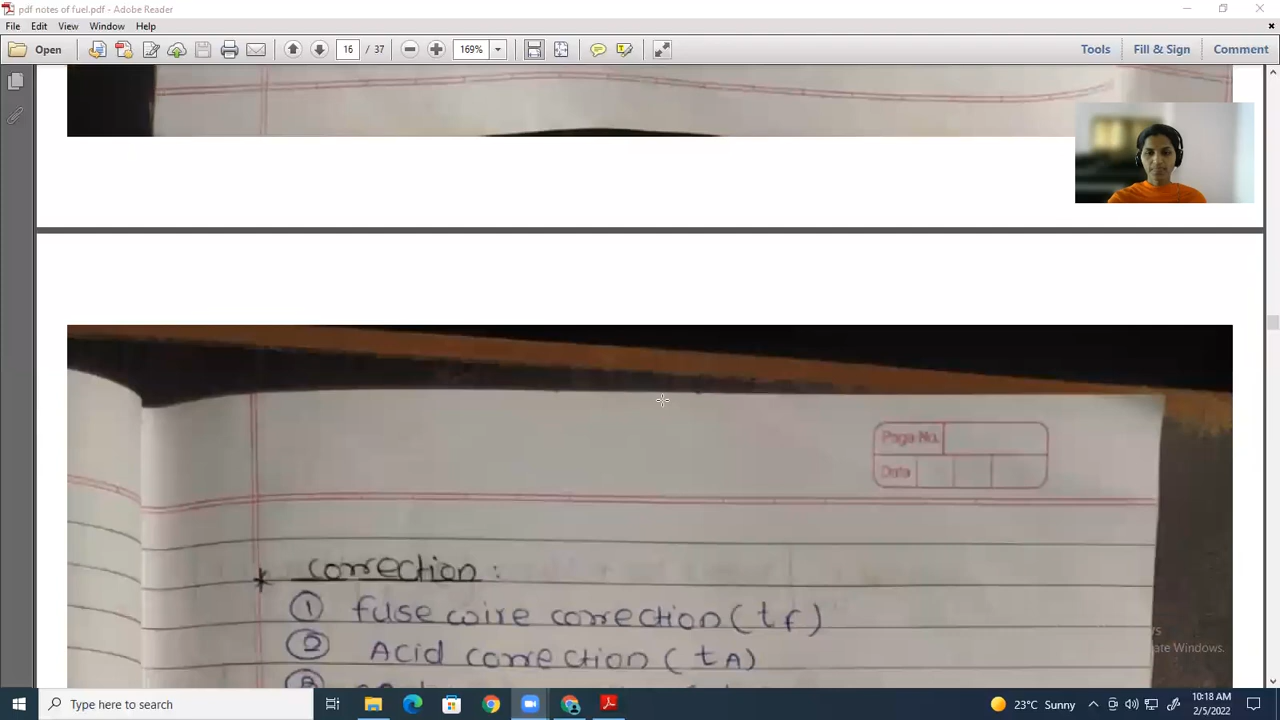 pdf notes of fuel.pdf - Adobe Reader
File Edit View Window Help
Open 16 / 37 169% Tools Fill & Sign Comment
Page No.
Date
* correction :
① fuse wire correction (tf)
② Acid correction (tA)
ate Windows.
Type here to search
23°C Sunny
10:18 AM
2/5/2022